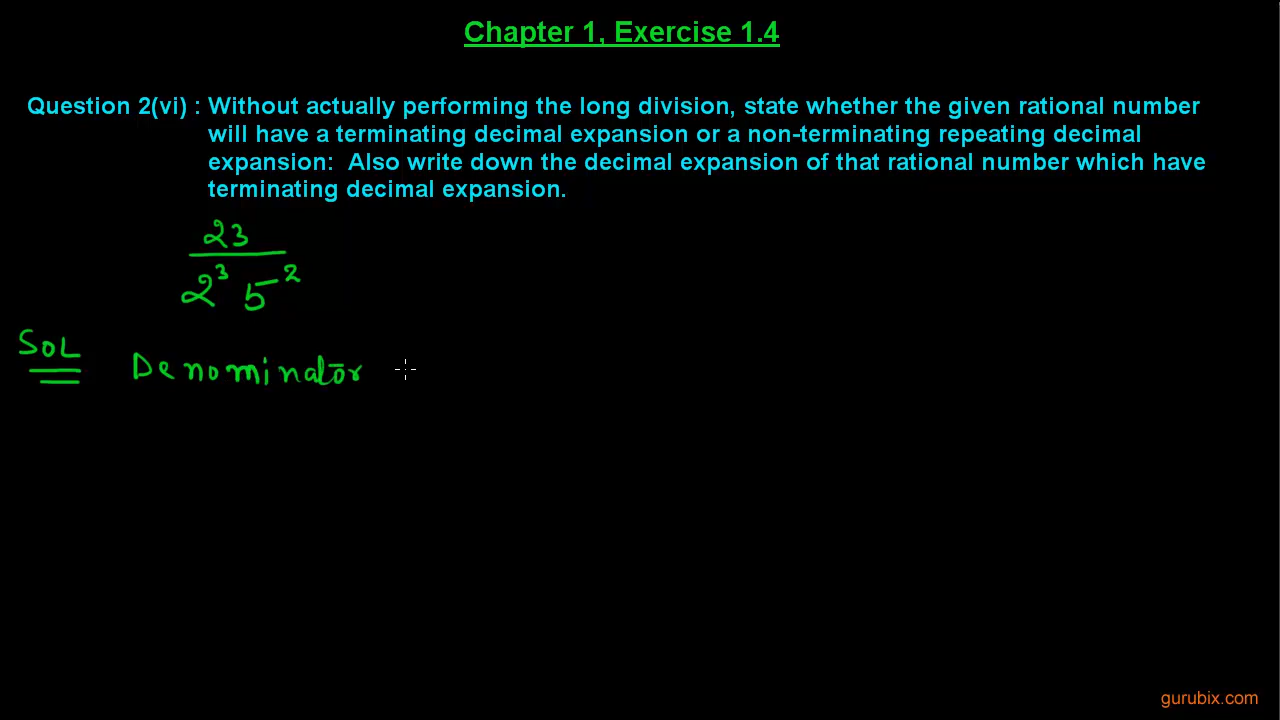 Chapter 1, Exercise 1.4
Question 2(vi) : Without actually performing the long division, state whether the given rational number
will have a terminating decimal expansion or a non-terminating repeating decimal
expansion:  Also write down the decimal expansion of that rational number which have
terminating decimal expansion.
23
2³ 5²
SOL Denominator
gurubix.com